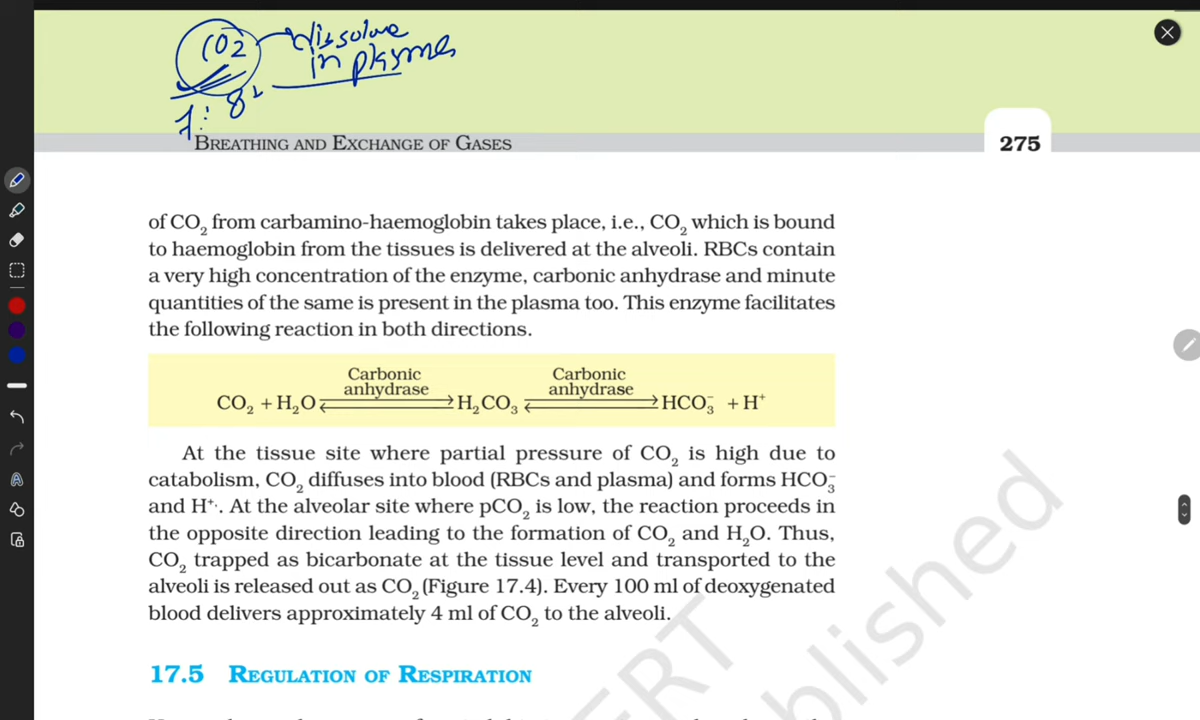 CO2 dissolve
in plasma
7: 8%
BREATHING AND EXCHANGE OF GASES 275
of CO₂ from carbamino-haemoglobin takes place, i.e., CO₂ which is bound
to haemoglobin from the tissues is delivered at the alveoli. RBCs contain
a very high concentration of the enzyme, carbonic anhydrase and minute
quantities of the same is present in the plasma too. This enzyme facilitates
the following reaction in both directions.
Carbonic Carbonic
anhydrase anhydrase
CO₂ + H₂O ⇌ H₂CO₃ ⇌ HCO₃⁻ + H⁺
At the tissue site where partial pressure of CO₂ is high due to
catabolism, CO₂ diffuses into blood (RBCs and plasma) and forms HCO₃⁻
and H⁺·. At the alveolar site where pCO₂ is low, the reaction proceeds in
the opposite direction leading to the formation of CO₂ and H₂O. Thus,
CO₂ trapped as bicarbonate at the tissue level and transported to the
alveoli is released out as CO₂ (Figure 17.4). Every 100 ml of deoxygenated
blood delivers approximately 4 ml of CO₂ to the alveoli.
17.5 REGULATION OF RESPIRATION